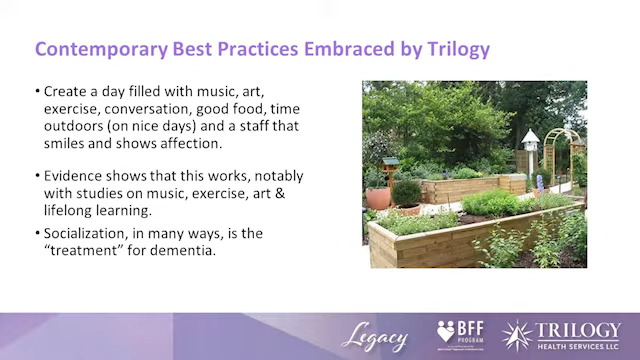 Contemporary Best Practices Embraced by Trilogy
• Create a day filled with music, art,
exercise, conversation, good food, time
outdoors (on nice days) and a staff that
smiles and shows affection.
• Evidence shows that this works, notably
with studies on music, exercise, art &
lifelong learning.
• Socialization, in many ways, is the
“treatment” for dementia.
Legacy
BFF
PROGRAM
TRILOGY
HEALTH SERVICES LLC